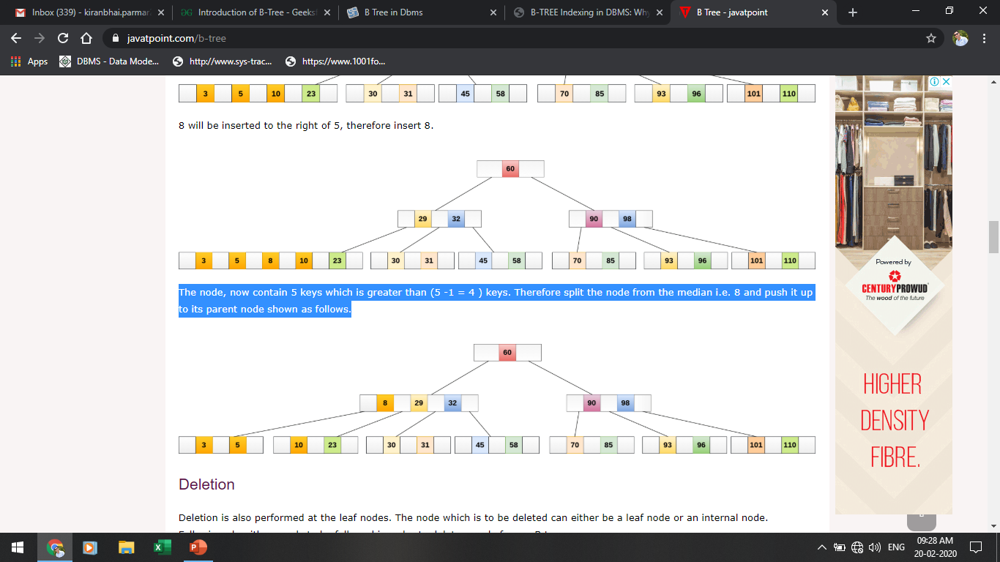 Inbox (339) - kiranbhai.parmar
Introduction of B-Tree - Geeks
B Tree in Dbms
B-TREE Indexing in DBMS: Why
B Tree - javatpoint
javatpoint.com/b-tree
Apps
DBMS - Data Mode...
http://www.sys-trac...
https://www.1001fo...
3 5 10 23 30 31 45 58 70 85 93 96 101 110
8 will be inserted to the right of 5, therefore insert 8.
60
29 32 90 98
3 5 8 10 23 30 31 45 58 70 85 93 96 101 110
The node, now contain 5 keys which is greater than (5 -1 = 4 ) keys. Therefore split the node from the median i.e. 8 and push it up
to its parent node shown as follows.
60
8 29 32 90 98
3 5 10 23 30 31 45 58 70 85 93 96 101 110
Deletion
Deletion is also performed at the leaf nodes. The node which is to be deleted can either be a leaf node or an internal node.
Powered by
CENTURYPROWUD
The wood of the future
HIGHER
DENSITY
FIBRE.
ENG
09:28 AM
20-02-2020